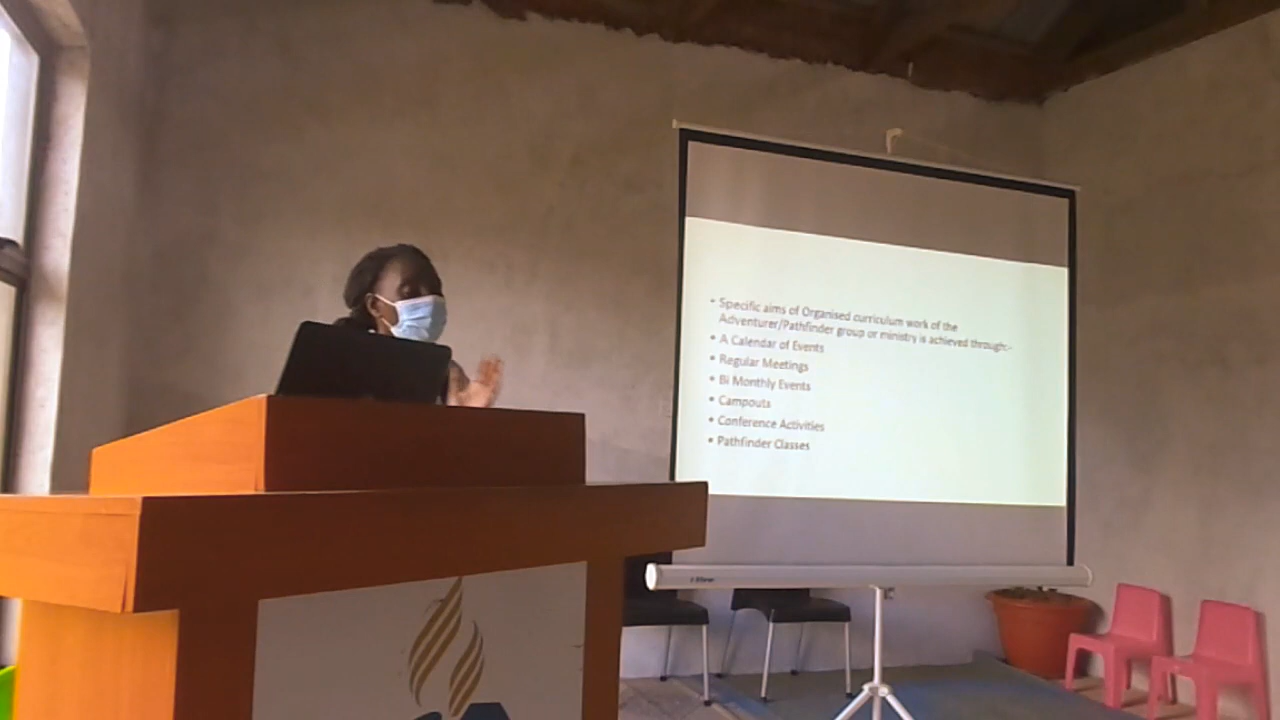 • Specific aims of Organised curriculum work of the
Adventurer/Pathfinder group or ministry is achieved through:-
• A Calendar of Events
• Regular Meetings
• Bi Monthly Events
• Campouts
• Conference Activities
• Pathfinder Classes